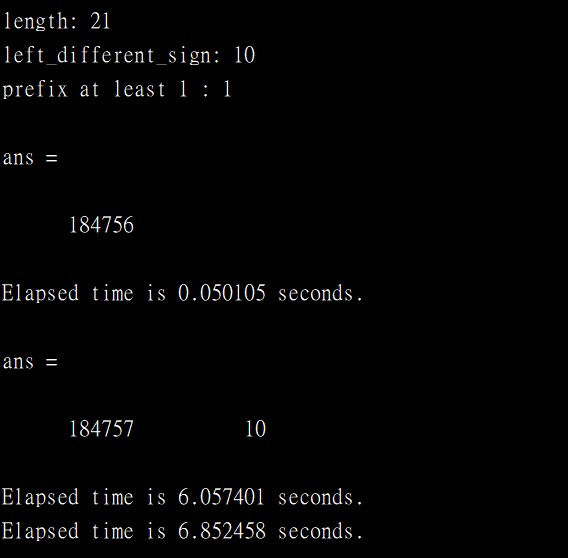 length: 21
left_different_sign: 10
prefix at least 1 : 1
ans =
184756
Elapsed time is 0.050105 seconds.
ans =
184757 10
Elapsed time is 6.057401 seconds.
Elapsed time is 6.852458 seconds.